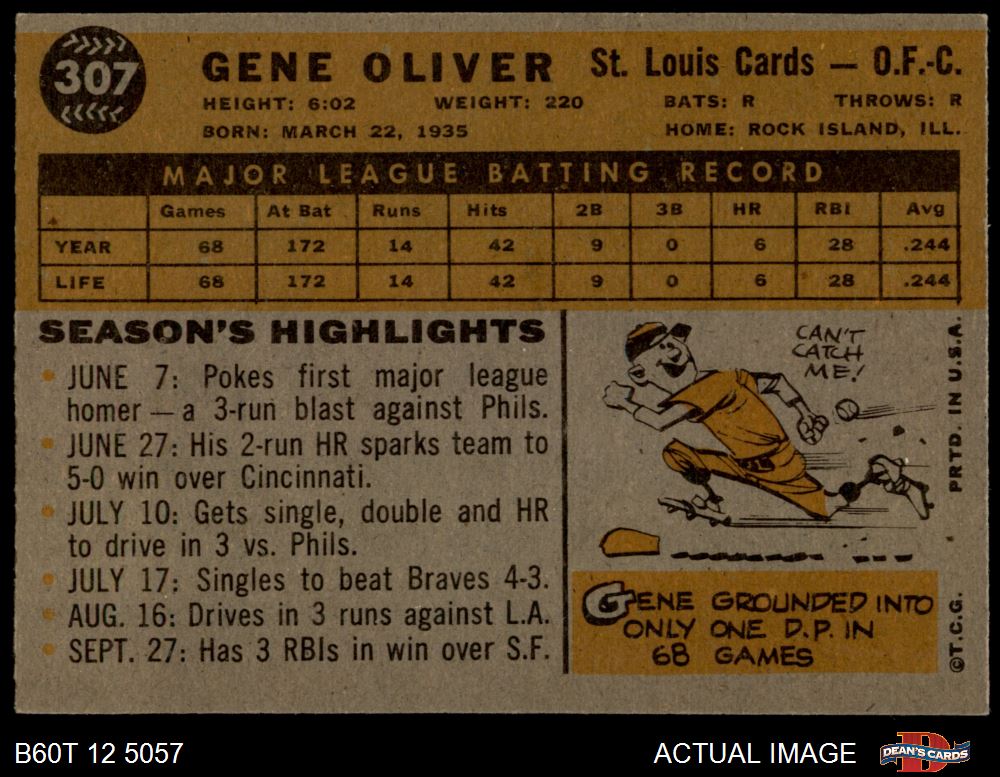 307
GENE OLIVER St. Louis Cards — O.F.-C.
HEIGHT: 6:02 WEIGHT: 220 BATS: R THROWS: R
BORN: MARCH 22, 1935 HOME: ROCK ISLAND, ILL.
MAJOR LEAGUE BATTING RECORD
Games At Bat Runs Hits 2B 3B HR RBI Avg
YEAR 68 172 14 42 9 0 6 28 .244
LIFE 68 172 14 42 9 0 6 28 .244
SEASON'S HIGHLIGHTS
• JUNE 7: Pokes first major league
homer — a 3-run blast against Phils.
• JUNE 27: His 2-run HR sparks team to
5-0 win over Cincinnati.
• JULY 10: Gets single, double and HR
to drive in 3 vs. Phils.
• JULY 17: Singles to beat Braves 4-3.
• AUG. 16: Drives in 3 runs against L.A.
• SEPT. 27: Has 3 RBIs in win over S.F.
CAN'T
CATCH
ME!
GENE GROUNDED INTO
ONLY ONE D.P. IN
68 GAMES
©T.C.G. PRTD. IN U.S.A.
B60T 12 5057 ACTUAL IMAGE DEAN'S CARDS